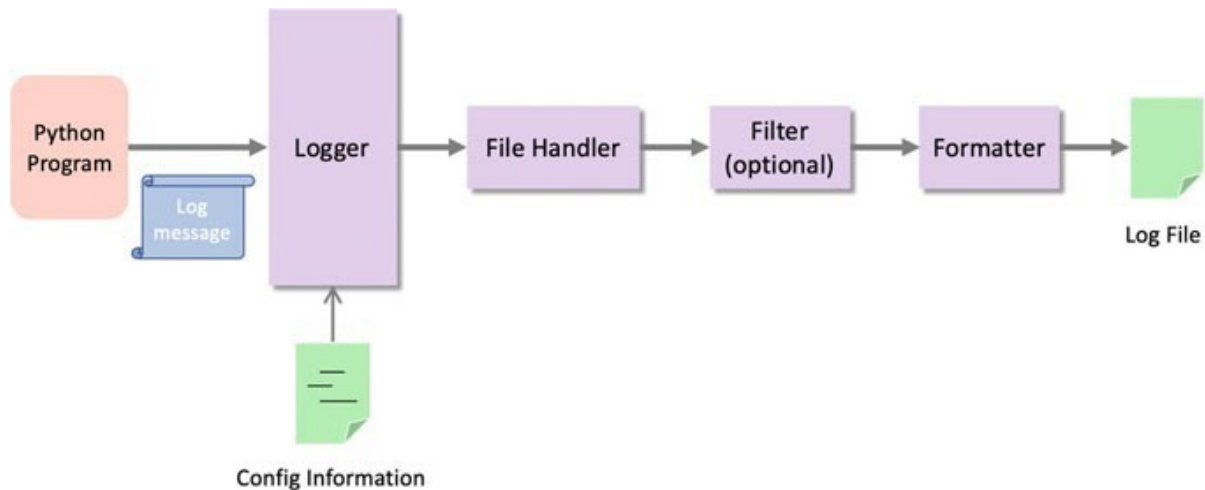 Python
Program
Log
message
Logger
File Handler
Filter
(optional)
Formatter
Log File
Config Information